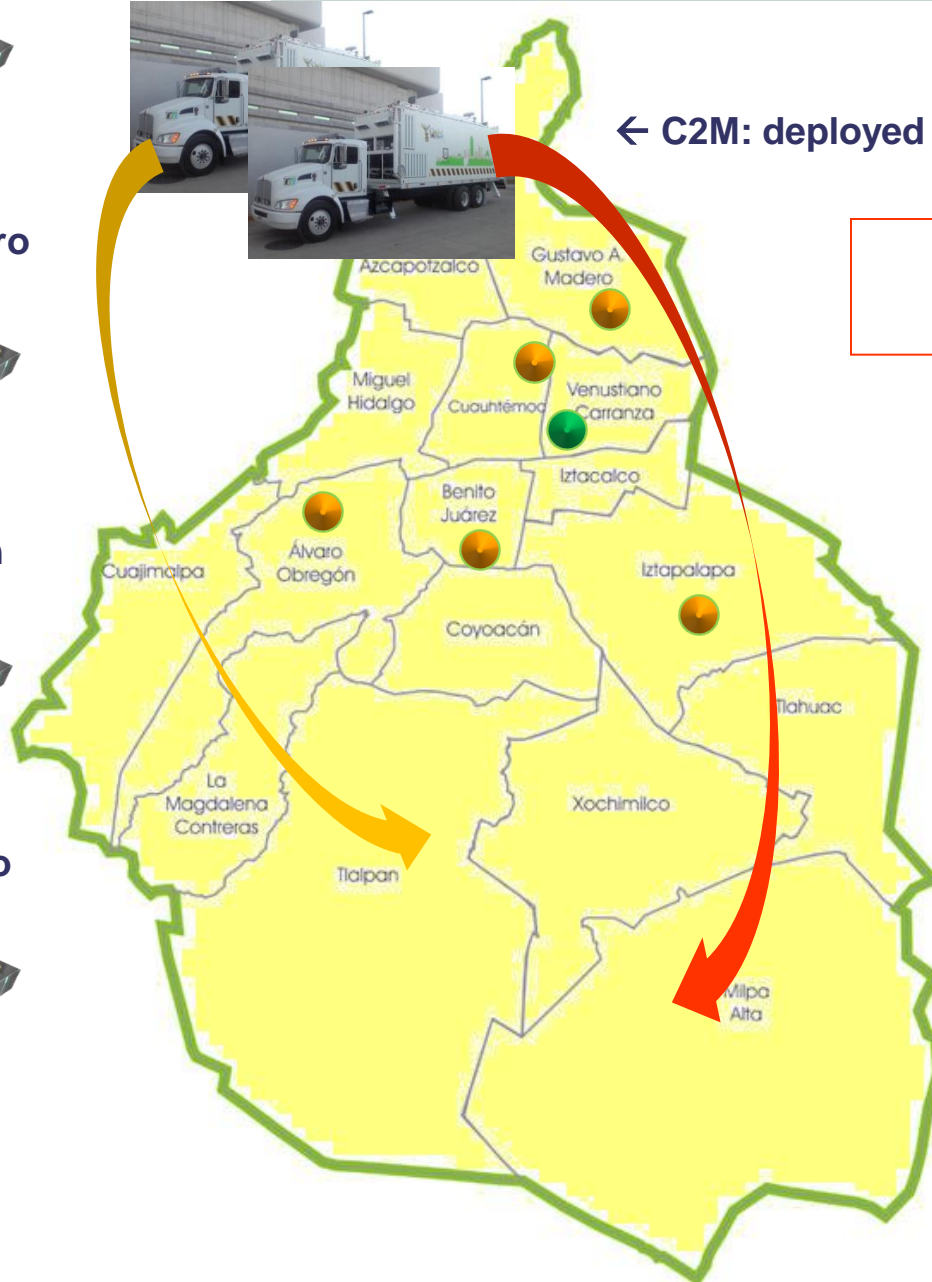 ← C2M: deployed
ro
Azcapotzalco
Gustavo A.
Madero
Miguel
Hidalgo
Cuauhtémoc
Venustiano
Carranza
Iztacalco
Benito
Juárez
Álvaro
Obregón
Cuajimalpa
Iztapalapa
Coyoacán
Tlahuac
La
Magdalena
Contreras
Xochimilco
Tlalpan
Milpa
Alta